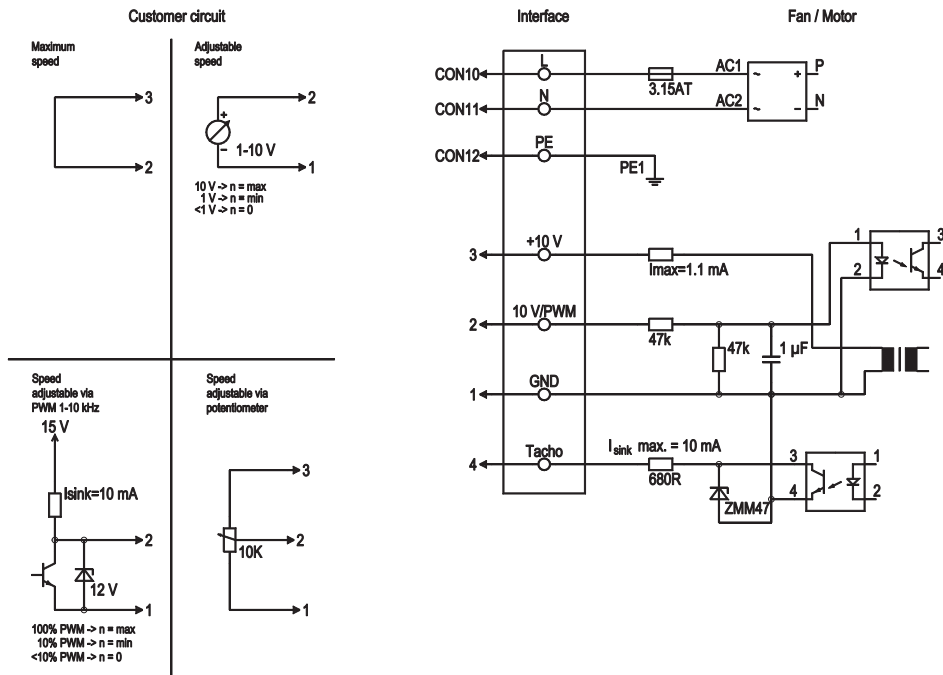 Customer circuit
Interface
Fan / Motor
Maximum
speed
3
2
Adjustable
speed
2
+
1-10 V
–
1
10 V -> n = max
1 V -> n = min
<1 V -> n = 0
Speed
adjustable via
PWM 1-10 kHz
15 V
Isink=10 mA
2
12 V
1
100% PWM -> n = max
10% PWM -> n = min
<10% PWM -> n = 0
Speed
adjustable via
potentiometer
3
2
10K
1
CON10
L
3.15AT
AC1
~
+
P
CON11
N
AC2
~
–
N
CON12
PE
PE1
3
+10 V
Imax=1.1 mA
1
3
2
4
2
10 V/PWM
47k
47k
1 µF
1
GND
4
Tacho
Isink max. = 10 mA
680R
3
1
4
2
ZMM47